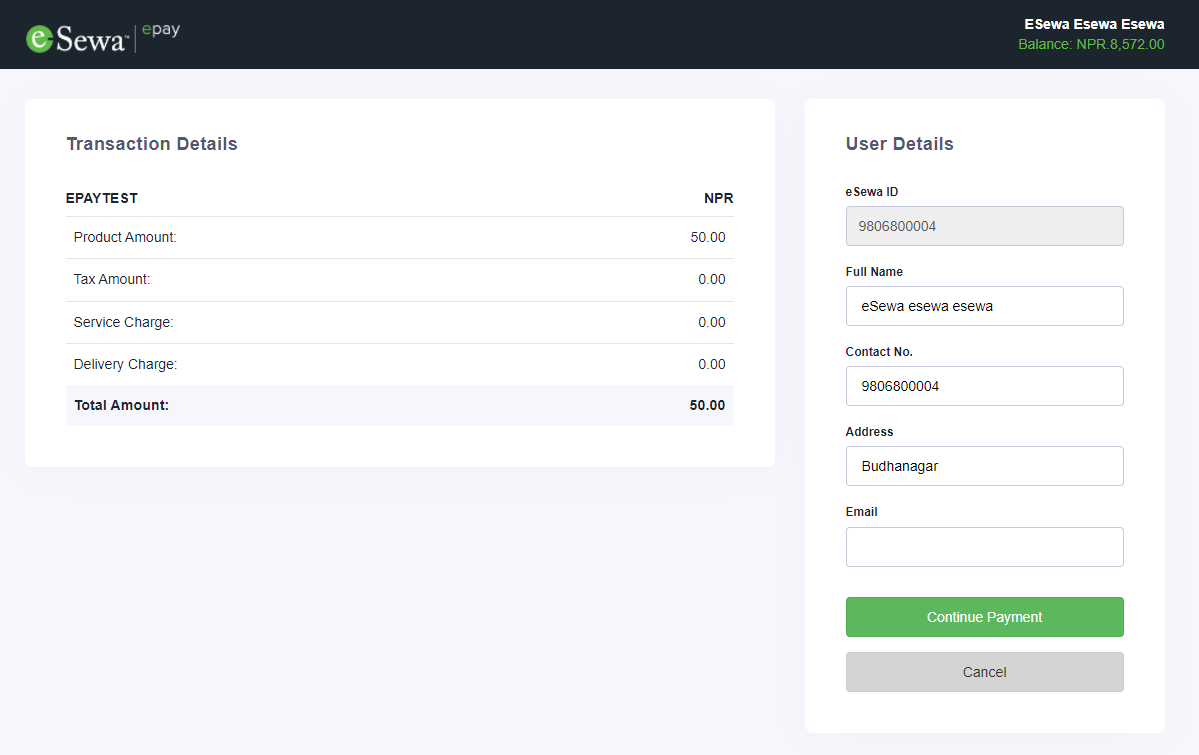 eSewa™ epay
ESewa Esewa Esewa
Balance: NPR.8,572.00
Transaction Details
EPAYTEST NPR
Product Amount: 50.00
Tax Amount: 0.00
Service Charge: 0.00
Delivery Charge: 0.00
Total Amount: 50.00
User Details
eSewa ID
9806800004
Full Name
eSewa esewa esewa
Contact No.
9806800004
Address
Budhanagar
Email
Continue Payment
Cancel